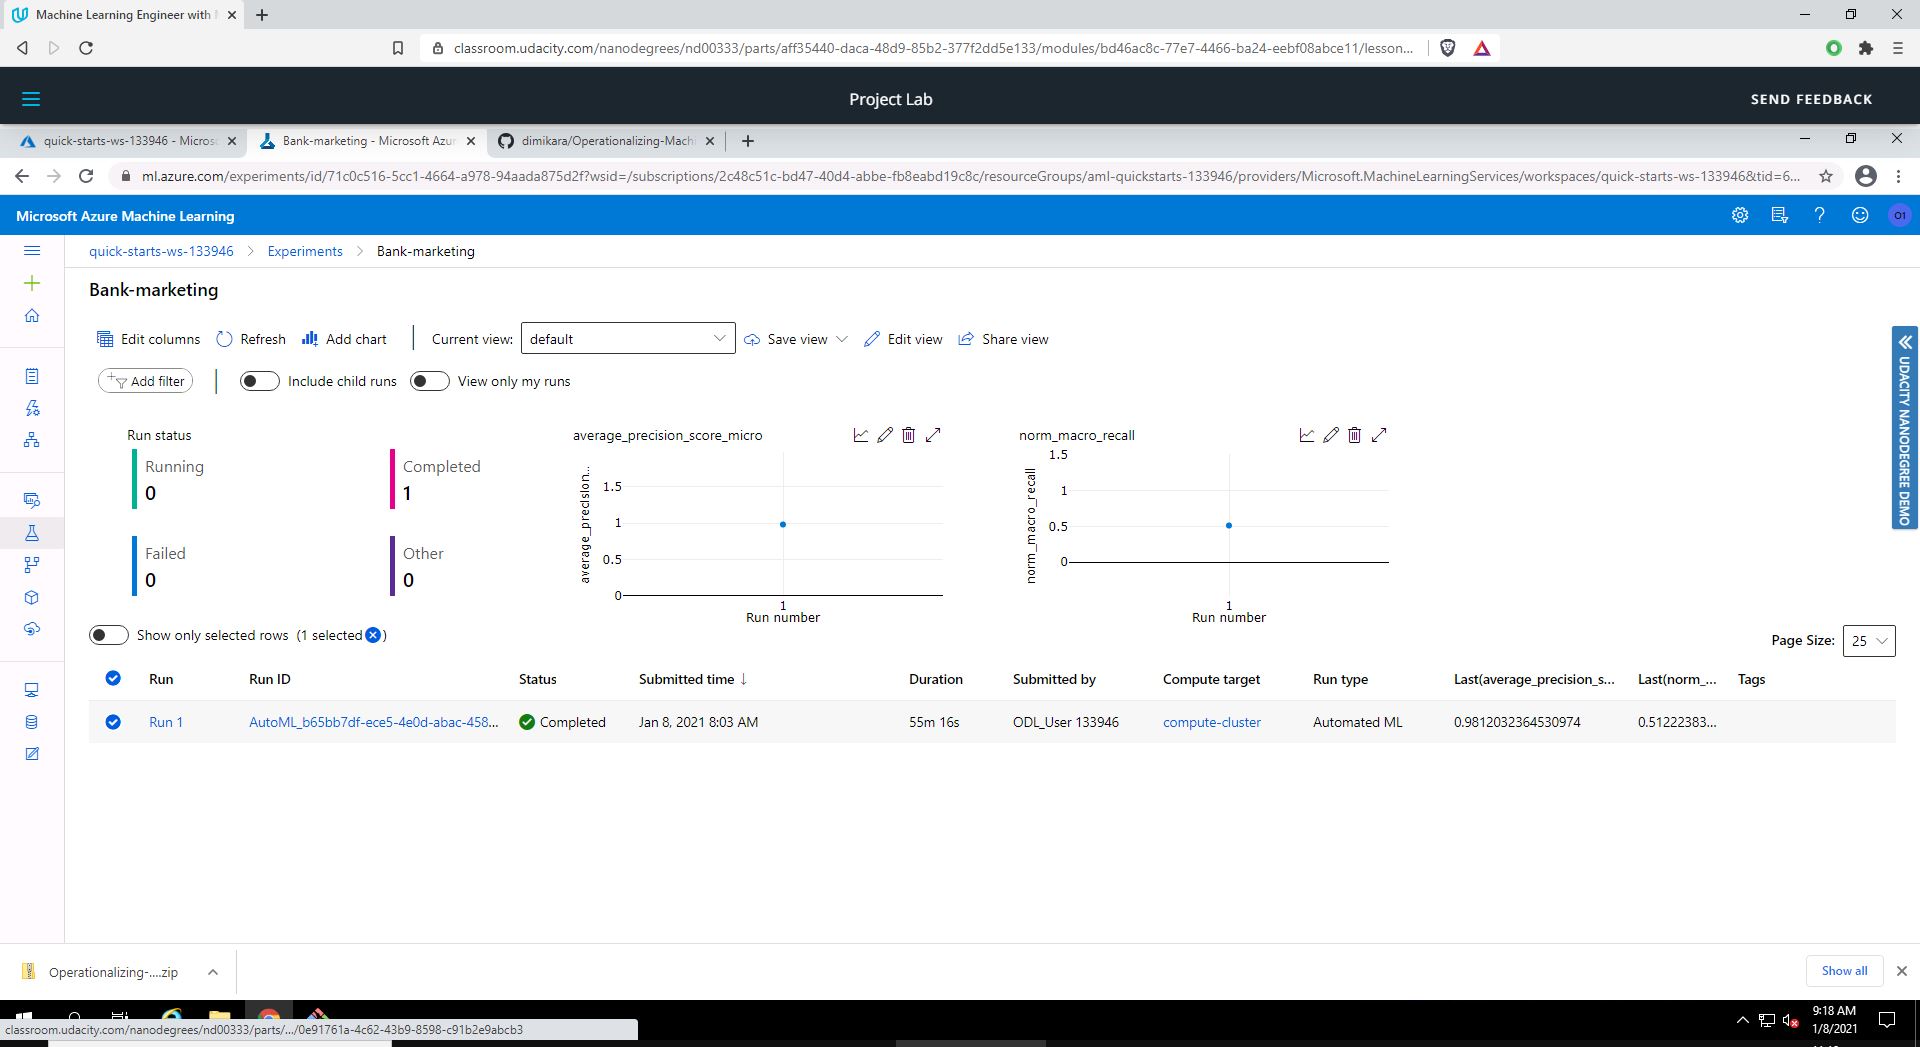 Machine Learning Engineer with
classroom.udacity.com/nanodegrees/nd00333/parts/aff35440-daca-48d9-85b2-377f2dd5e133/modules/bd46ac8c-77e7-4466-ba24-eebf08abce11/lesson...
Project Lab
SEND FEEDBACK
quick-starts-ws-133946 - Micros
Bank-marketing - Microsoft Azur
dimikara/Operationalizing-Mach
ml.azure.com/experiments/id/71c0c516-5cc1-4664-a978-94aada875d2f?wsid=/subscriptions/2c48c51c-bd47-40d4-abbe-fb8eabd19c8c/resourceGroups/aml-quickstarts-133946/providers/Microsoft.MachineLearningServices/workspaces/quick-starts-ws-133946&tid=6...
Microsoft Azure Machine Learning
O1
quick-starts-ws-133946 > Experiments > Bank-marketing
Bank-marketing
Edit columns Refresh Add chart Current view: default Save view Edit view Share view
Add filter Include child runs View only my runs
Run status
Running
0
Completed
1
Failed
0
Other
0
average_precision_score_micro
average_precision...
1.5
1
0.5
0
1
Run number
norm_macro_recall
norm_macro_recall
1.5
1
0.5
0
1
Run number
UDACITY NANODEGREE DEMO
Show only selected rows (1 selected )
Page Size: 25
Run Run ID Status Submitted time ↓ Duration Submitted by Compute target Run type Last(average_precision_s... Last(norm_... Tags
Run 1 AutoML_b65bb7df-ece5-4e0d-abac-458... Completed Jan 8, 2021 8:03 AM 55m 16s ODL_User 133946 compute-cluster Automated ML 0.9812032364530974 0.51222383...
Operationalizing-....zip
Show all
classroom.udacity.com/nanodegrees/nd00333/parts/.../0e91761a-4c62-43b9-8598-c91b2e9abcb3
9:18 AM
1/8/2021